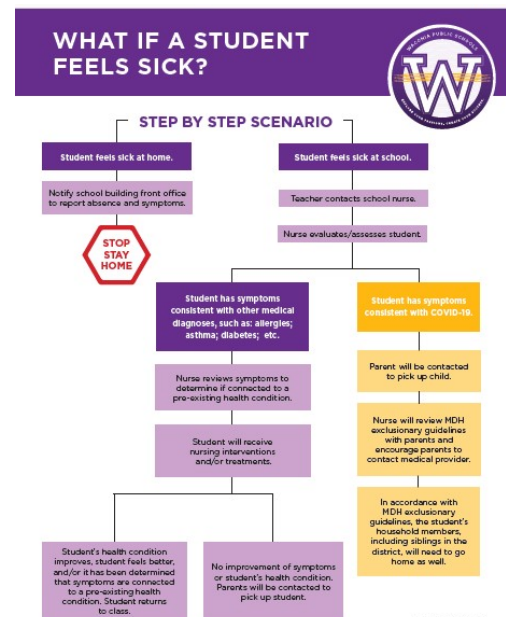 WHAT IF A STUDENT
FEELS SICK?
WACONIA PUBLIC SCHOOLS
W
STEP BY STEP SCENARIO
Student feels sick at home.
Notify school building front office
to report absence and symptoms.
STOP
STAY
HOME
Student feels sick at school.
Teacher contacts school nurse.
Nurse evaluates/assesses student.
Student has symptoms
consistent with other medical
diagnoses, such as: allergies;
asthma; diabetes; etc.
Nurse reviews symptoms to
determine if connected to a
pre-existing health condition.
Student will receive
nursing interventions
and/or treatments.
Student's health condition
improves, student feels better,
and/or it has been determined
that symptoms are connected
to a pre-existing health
condition. Student returns
to class.
No improvement of symptoms
or student's health condition.
Parents will be contacted to
pick up student.
Student has symptoms
consistent with COVID-19.
Parent will be contacted
to pick up child.
Nurse will review MDH
exclusionary guidelines
with parents and
encourage parents to
contact medical provider.
In accordance with
MDH exclusionary
guidelines, the student's
household members,
including siblings in the
district, will need to go
home as well.